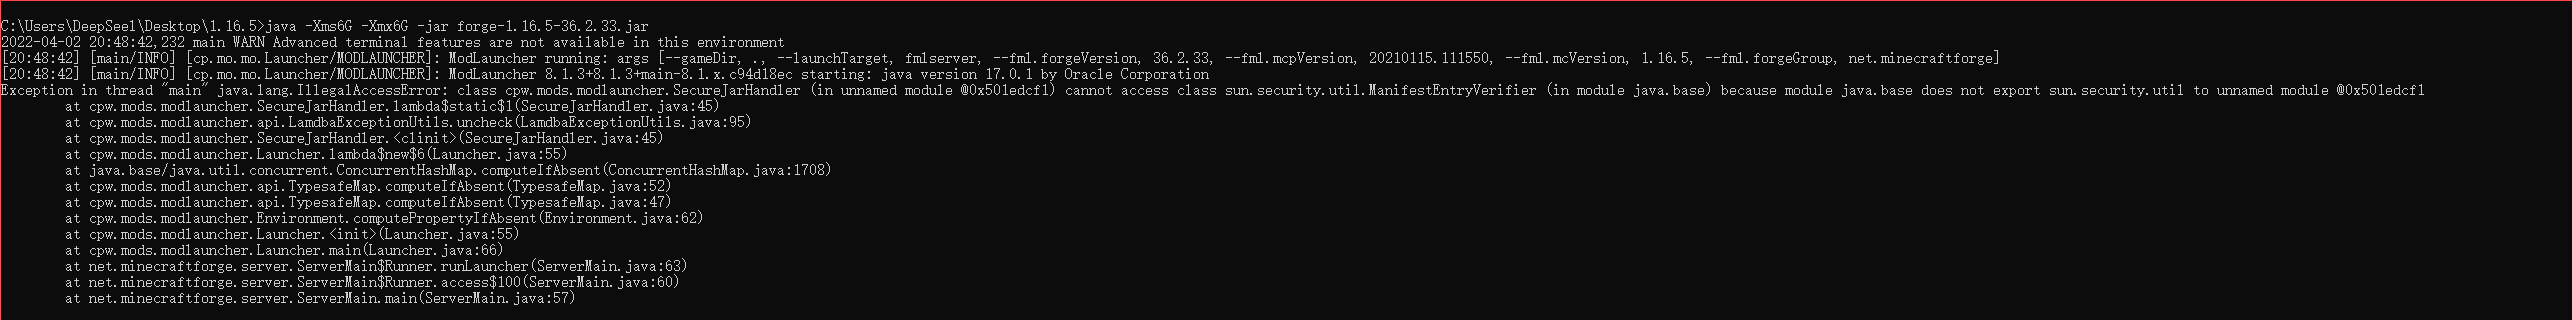 C:\Users\DeepSeel\Desktop\1.16.5>java -Xms6G -Xmx6G -jar forge-1.16.5-36.2.33.jar
2022-04-02 20:48:42,232 main WARN Advanced terminal features are not available in this environment
[20:48:42] [main/INFO] [cp.mo.mo.Launcher/MODLAUNCHER]: ModLauncher running: args [--gameDir, ., --launchTarget, fmlserver, --fml.forgeVersion, 36.2.33, --fml.mcpVersion, 20210115.111550, --fml.mcVersion, 1.16.5, --fml.forgeGroup, net.minecraftforge]
[20:48:42] [main/INFO] [cp.mo.mo.Launcher/MODLAUNCHER]: ModLauncher 8.1.3+8.1.3+main-8.1.x.c94d18ec starting: java version 17.0.1 by Oracle Corporation
Exception in thread "main" java.lang.IllegalAccessError: class cpw.mods.modlauncher.SecureJarHandler (in unnamed module @0x501edcf1) cannot access class sun.security.util.ManifestEntryVerifier (in module java.base) because module java.base does not export sun.security.util to unnamed module @0x501edcf1
at cpw.mods.modlauncher.SecureJarHandler.lambda$static$1(SecureJarHandler.java:45)
at cpw.mods.modlauncher.api.LamdbaExceptionUtils.uncheck(LamdbaExceptionUtils.java:95)
at cpw.mods.modlauncher.SecureJarHandler.<clinit>(SecureJarHandler.java:45)
at cpw.mods.modlauncher.Launcher.lambda$new$6(Launcher.java:55)
at java.base/java.util.concurrent.ConcurrentHashMap.computeIfAbsent(ConcurrentHashMap.java:1708)
at cpw.mods.modlauncher.api.TypesafeMap.computeIfAbsent(TypesafeMap.java:52)
at cpw.mods.modlauncher.api.TypesafeMap.computeIfAbsent(TypesafeMap.java:47)
at cpw.mods.modlauncher.Environment.computePropertyIfAbsent(Environment.java:62)
at cpw.mods.modlauncher.Launcher.<init>(Launcher.java:55)
at cpw.mods.modlauncher.Launcher.main(Launcher.java:66)
at net.minecraftforge.server.ServerMain$Runner.runLauncher(ServerMain.java:63)
at net.minecraftforge.server.ServerMain$Runner.access$100(ServerMain.java:60)
at net.minecraftforge.server.ServerMain.main(ServerMain.java:57)